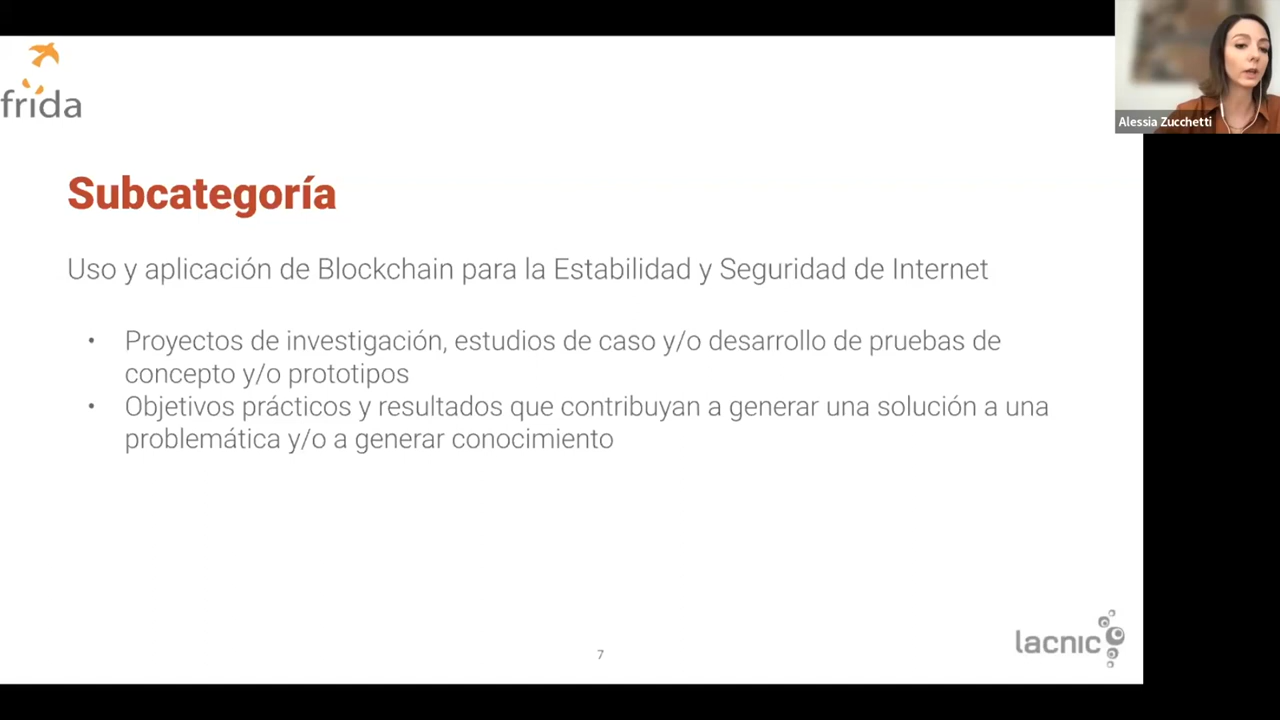 frida
Alessia Zucchetti
Subcategoría
Uso y aplicación de Blockchain para la Estabilidad y Seguridad de Internet
• Proyectos de investigación, estudios de caso y/o desarrollo de pruebas de
concepto y/o prototipos
• Objetivos prácticos y resultados que contribuyan a generar una solución a una
problemática y/o a generar conocimiento
7
lacnic